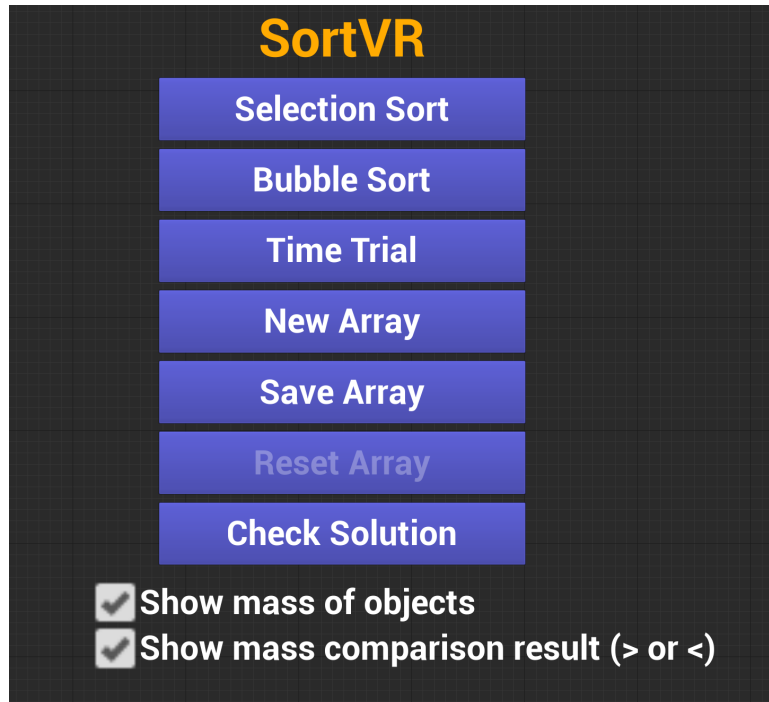 SortVR
Selection Sort
Bubble Sort
Time Trial
New Array
Save Array
Reset Array
Check Solution
Show mass of objects
Show mass comparison result (> or <)